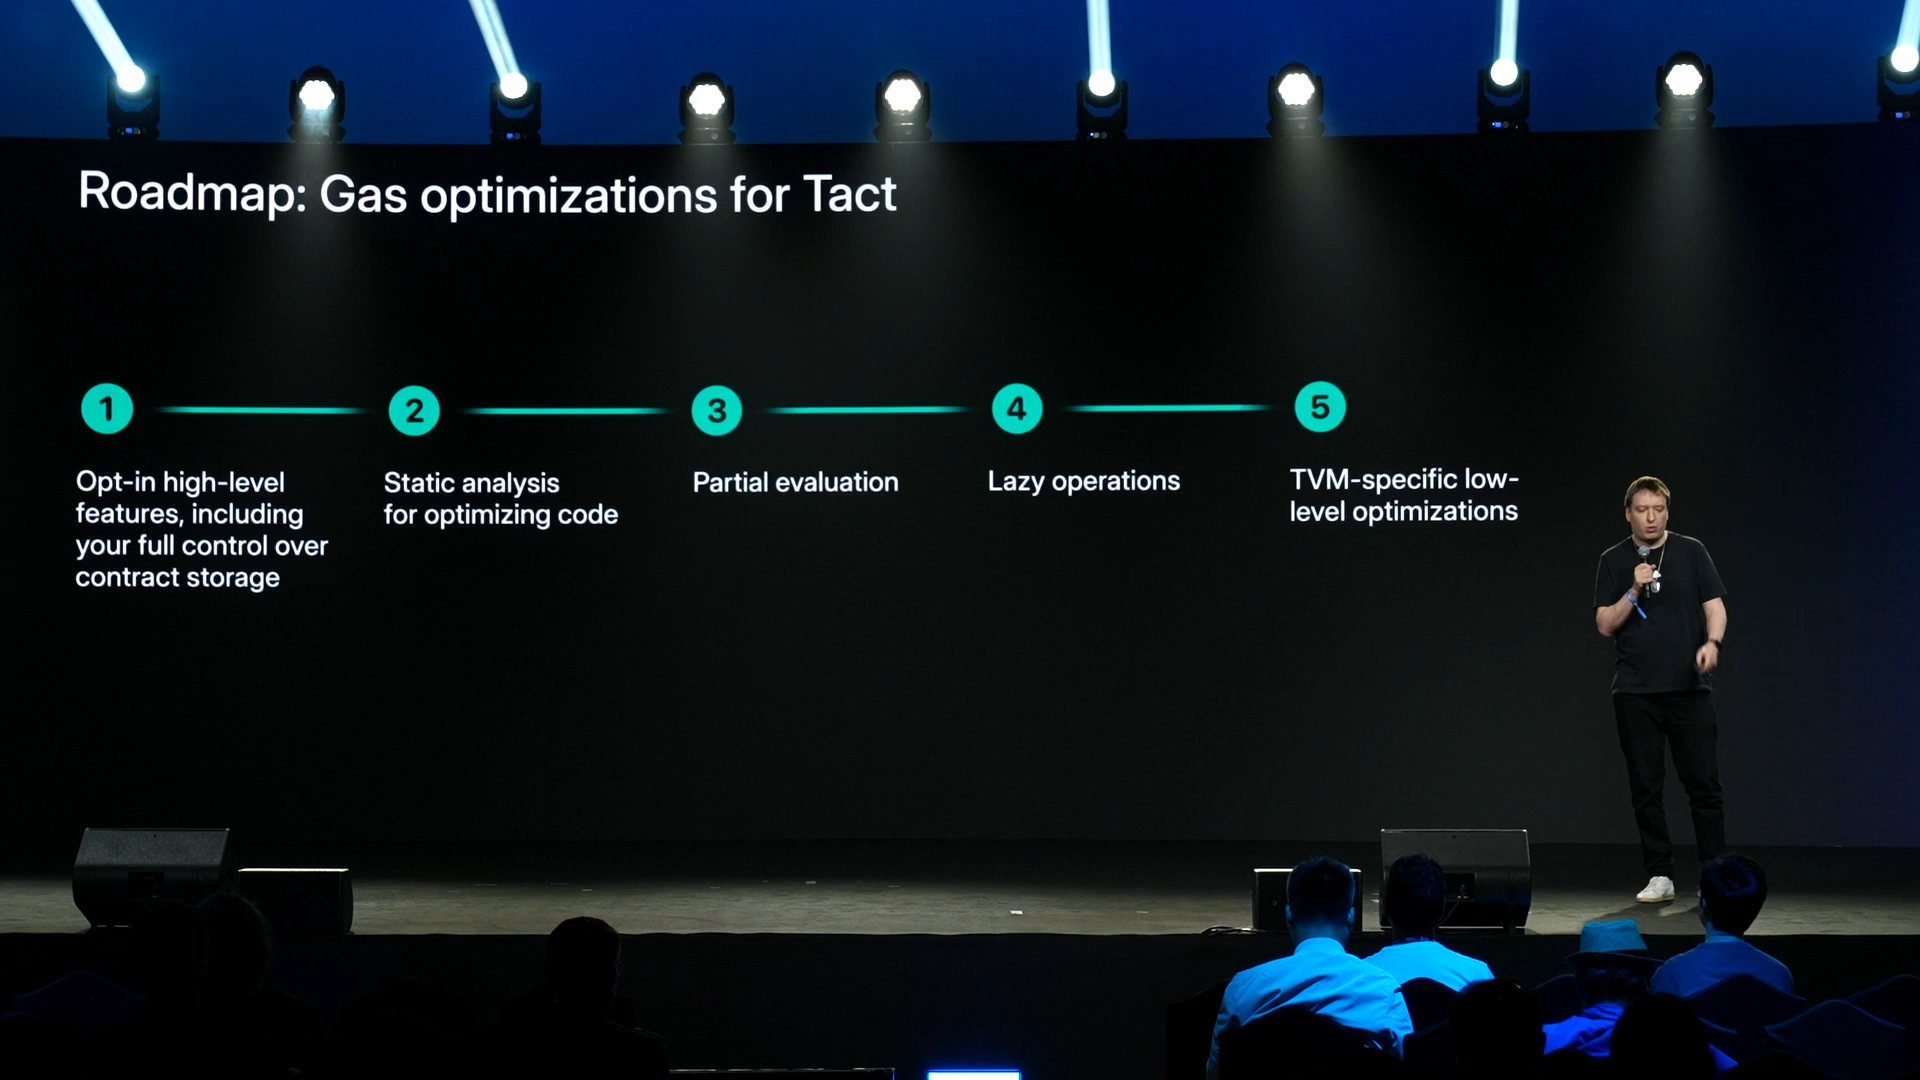 Roadmap: Gas optimizations for Tact
1
2
3
4
5
Opt-in high-level
features, including
your full control over
contract storage
Static analysis
for optimizing code
Partial evaluation
Lazy operations
TVM-specific low-
level optimizations